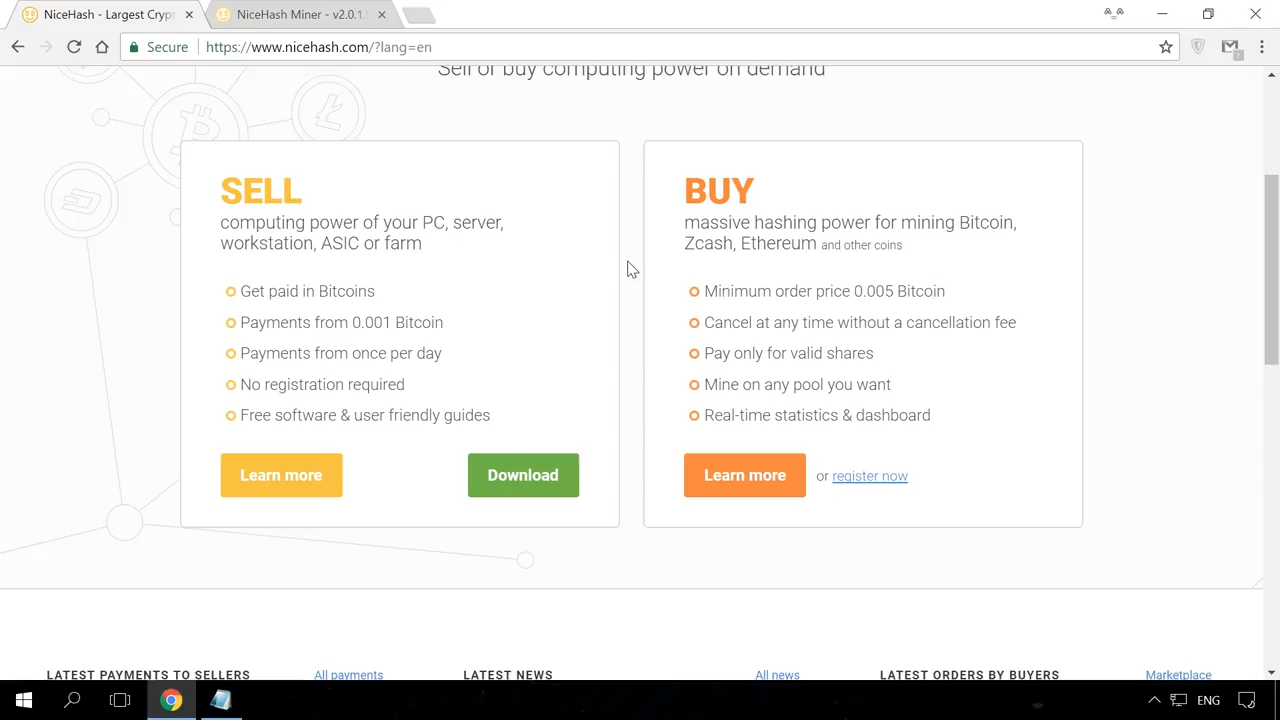 NiceHash - Largest Cryp
NiceHash Miner - v2.0.1.
Secure
https://www.nicehash.com/?lang=en
Sell or buy computing power on demand
SELL
computing power of your PC, server,
workstation, ASIC or farm
Get paid in Bitcoins
Payments from 0.001 Bitcoin
Payments from once per day
No registration required
Free software & user friendly guides
Learn more
Download
BUY
massive hashing power for mining Bitcoin,
Zcash, Ethereum and other coins
Minimum order price 0.005 Bitcoin
Cancel at any time without a cancellation fee
Pay only for valid shares
Mine on any pool you want
Real-time statistics & dashboard
Learn more
or register now
LATEST PAYMENTS TO SELLERS
All payments
LATEST NEWS
All news
LATEST ORDERS BY BUYERS
Marketplace
ENG